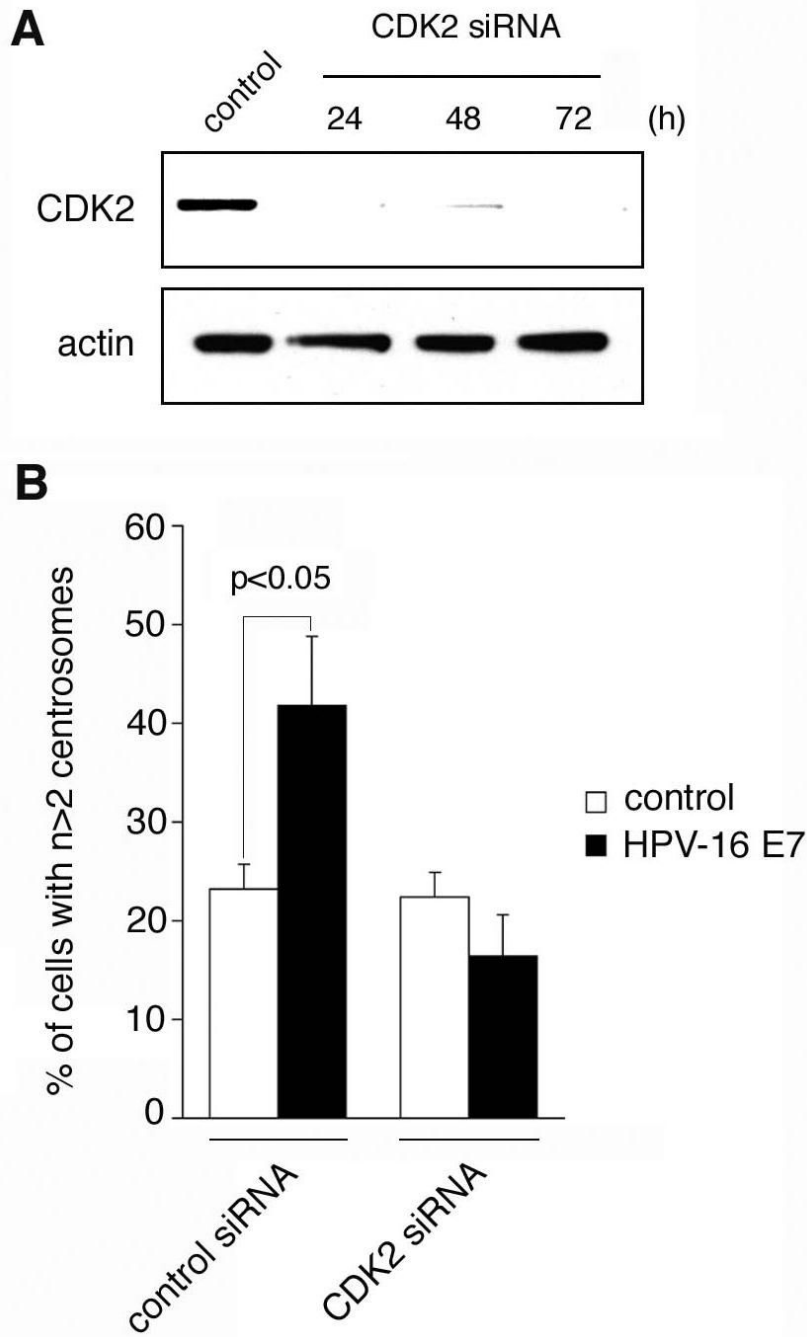 A
CDK2 siRNA
control
24 48 72 (h)
CDK2
actin
B
60
p<0.05
50
40
30
20
10
0
% of cells with n>2 centrosomes
control
HPV-16 E7
control siRNA
CDK2 siRNA